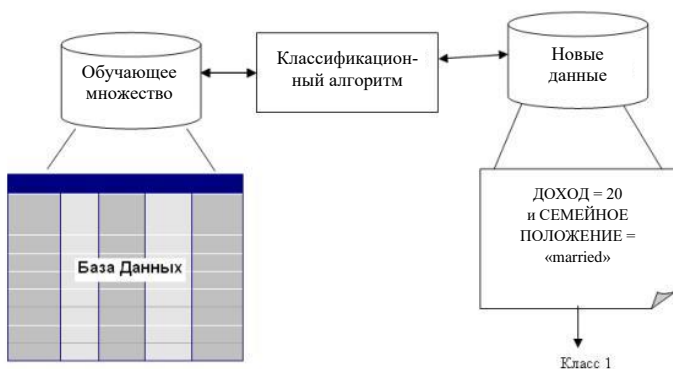 Обучающее
множество
Классификацион-
ный алгоритм
Новые
данные
База Данных
ДОХОД = 20
и СЕМЕЙНОЕ
ПОЛОЖЕНИЕ =
«married»
Класс 1